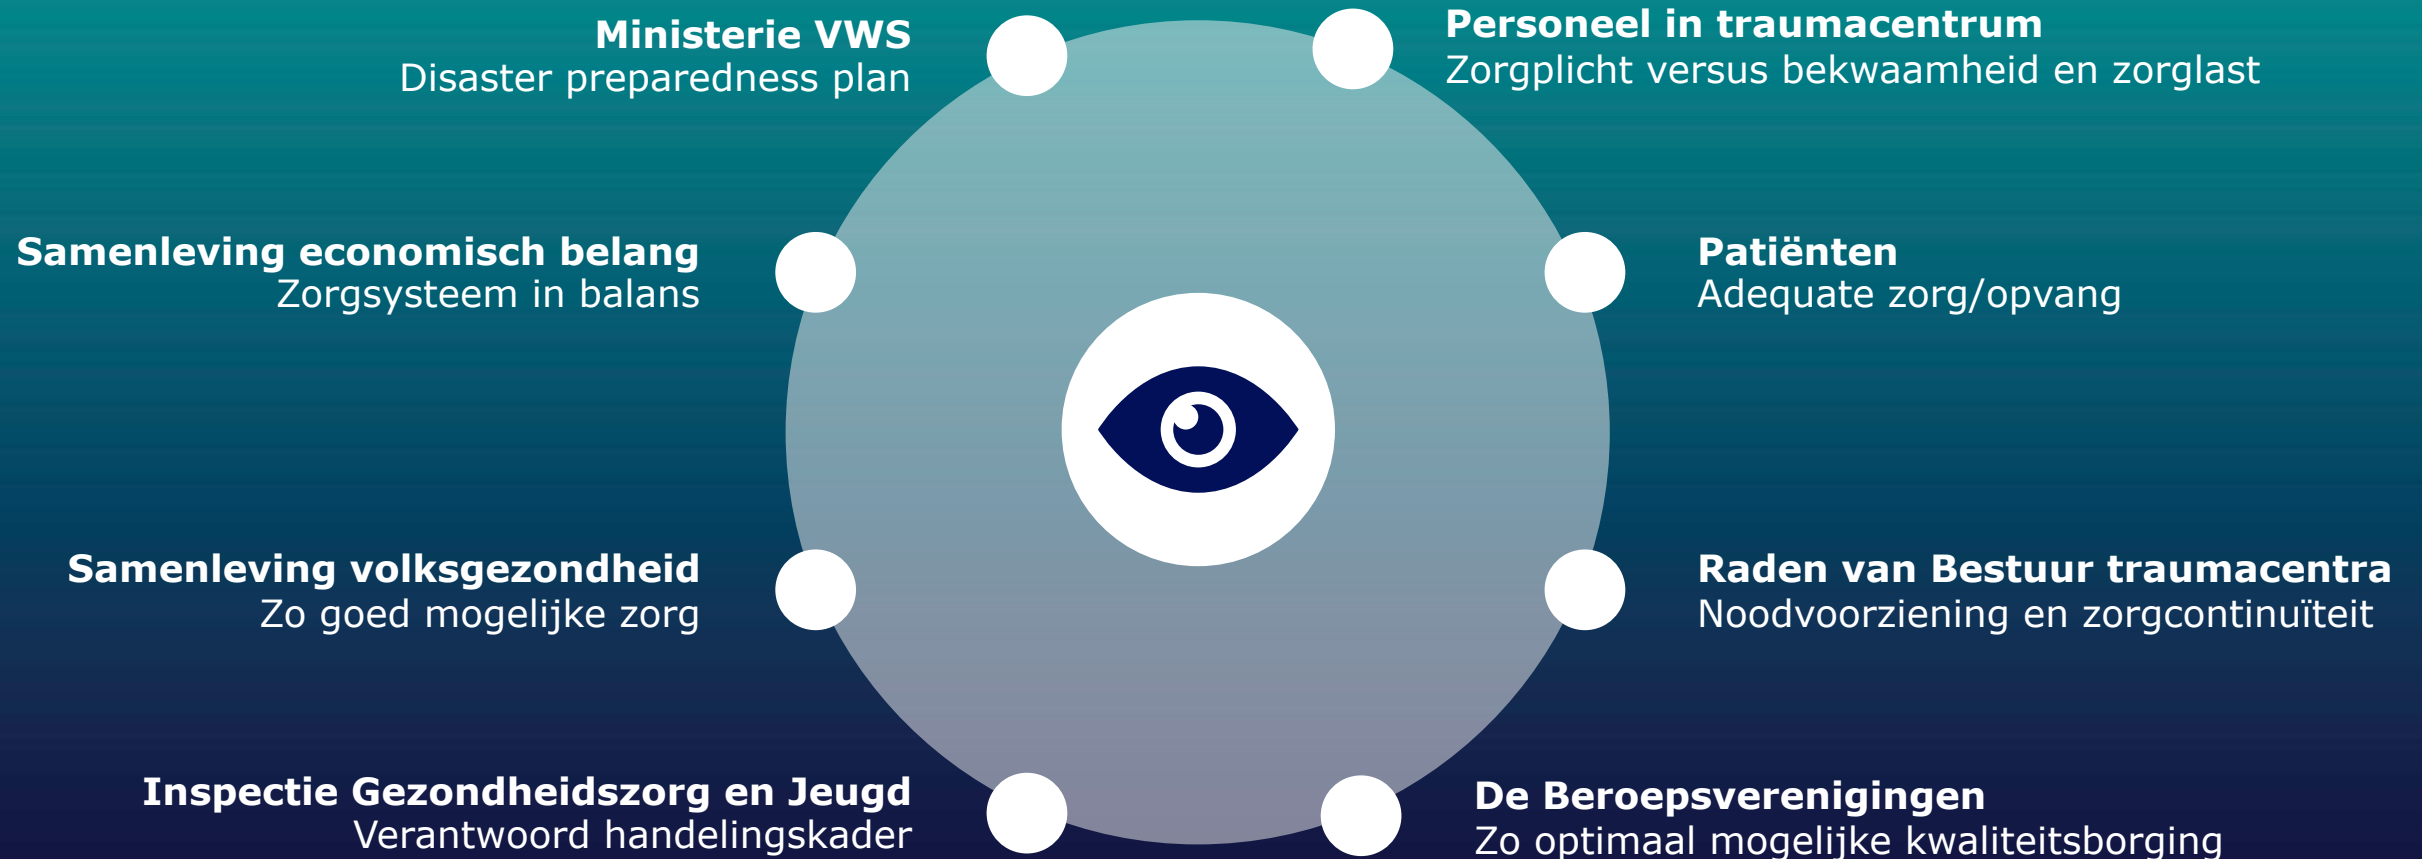 Ministerie VWS
Disaster preparedness plan
Personeel in traumacentrum
Zorgplicht versus bekwaamheid en zorglast
Samenleving economisch belang
Zorgsysteem in balans
Patiënten
Adequate zorg/opvang
Samenleving volksgezondheid
Zo goed mogelijke zorg
Raden van Bestuur traumacentra
Noodvoorziening en zorgcontinuïteit
Inspectie Gezondheidszorg en Jeugd
Verantwoord handelingskader
De Beroepsverenigingen
Zo optimaal mogelijke kwaliteitsborging